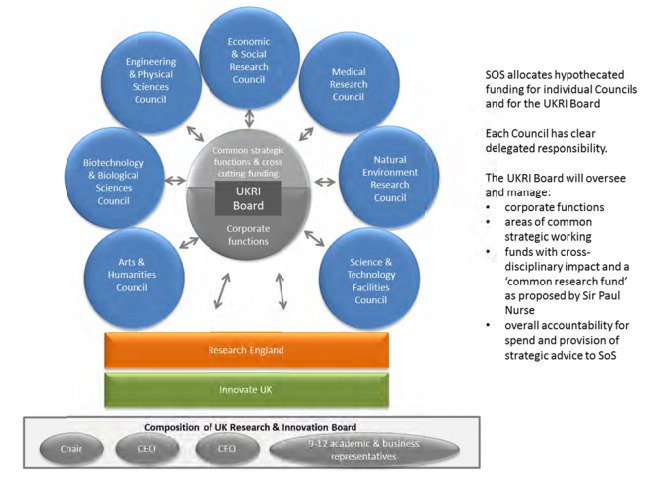 Economic
& Social
Research
Council
Engineering
& Physical
Sciences
Council
Medical
Research
Council
Biotechnology
& Biological
Sciences
Council
Common strategic
functions & cross
cutting funding
UKRI
Board
Corporate
functions
Natural
Environment
Research
Council
Arts &
Humanities
Council
Science &
Technology
Facilities
Council
Research England
Innovate UK
Composition of UK Research & Innovation Board
Chair
CEO
CFO
9-12 academic & business
representatives
SOS allocates hypothecated
funding for individual Councils
and for the UKRI Board
Each Council has clear
delegated responsibility.
The UKRI Board will oversee
and manage:
• corporate functions
• areas of common
strategic working
• funds with cross-
disciplinary impact and a
‘common research fund’
as proposed by Sir Paul
Nurse
• overall accountability for
spend and provision of
strategic advice to SoS